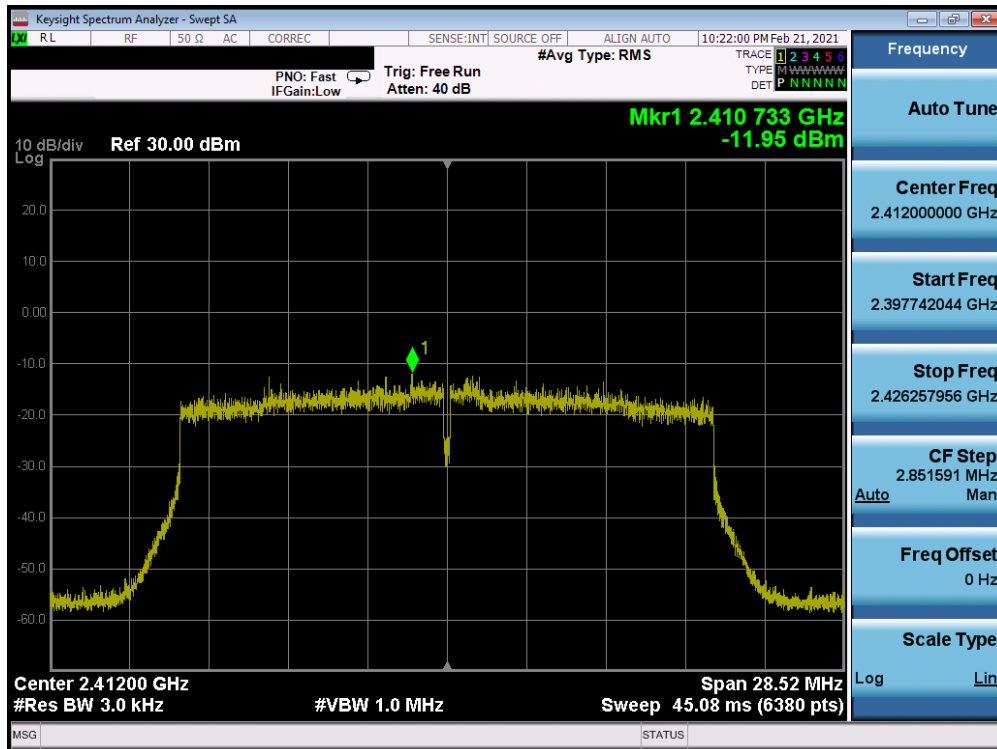 Keysight Spectrum Analyzer - Swept SA
LXI RL RF 50 Ω AC CORREC SENSE:INT SOURCE OFF ALIGN AUTO 10:22:00 PM Feb 21, 2021
#Avg Type: RMS
TRACE 1 2 3 4 5 6
PNO: Fast Trig: Free Run
TYPE M W W W W W
IFGain:Low Atten: 40 dB
DET P N N N N N
Mkr1 2.410 733 GHz
-11.95 dBm
10 dB/div Ref 30.00 dBm
Log
20.0
10.0
0.00
1
-10.0
-20.0
-30.0
-40.0
-50.0
-60.0
Center 2.41200 GHz Span 28.52 MHz
#Res BW 3.0 kHz #VBW 1.0 MHz Sweep 45.08 ms (6380 pts)
MSG STATUS
Frequency
Auto Tune
Center Freq
2.412000000 GHz
Start Freq
2.397742044 GHz
Stop Freq
2.426257956 GHz
CF Step
2.851591 MHz
Auto Man
Freq Offset
0 Hz
Scale Type
Log Lin